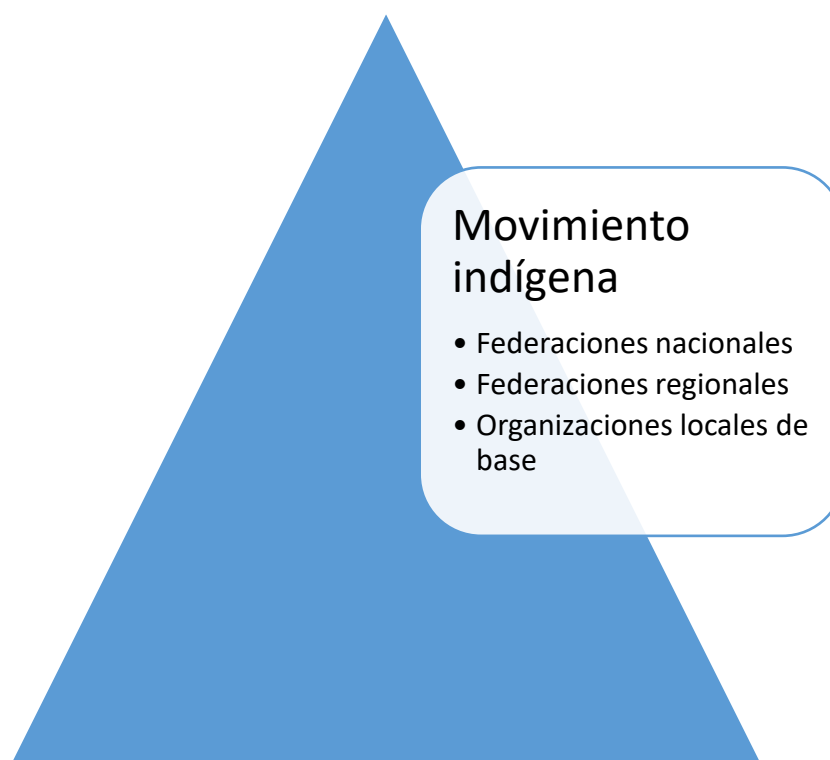 Movimiento
indígena
• Federaciones nacionales
• Federaciones regionales
• Organizaciones locales de
base